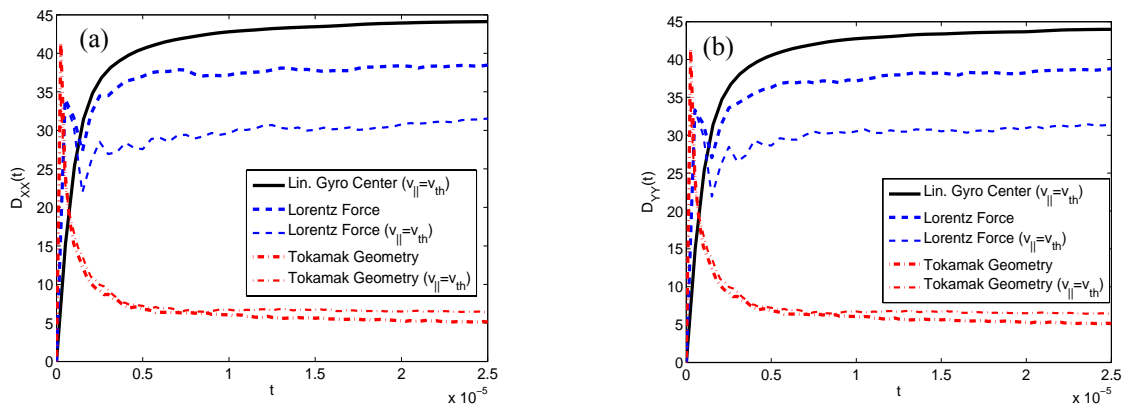 (a)
45
40
35
30
25
20
15
10
5
0
D_XX(t)
Lin. Gyro Center (v_||=v_th)
Lorentz Force
Lorentz Force (v_||=v_th)
Tokamak Geometry
Tokamak Geometry (v_||=v_th)
0 0.5 1 1.5 2 2.5
t
x 10^-5
(b)
45
40
35
30
25
20
15
10
5
0
D_YY(t)
Lin. Gyro Center (v_||=v_th)
Lorentz Force
Lorentz Force (v_||=v_th)
Tokamak Geometry
Tokamak Geometry (v_||=v_th)
0 0.5 1 1.5 2 2.5
t
x 10^-5